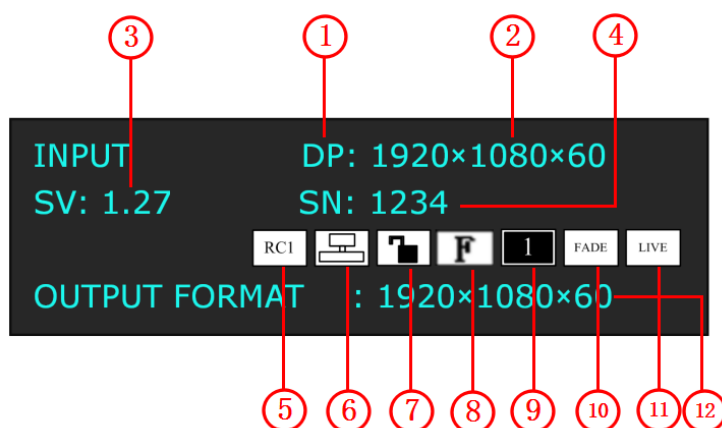 ③ ① ② ④
INPUT DP: 1920×1080×60
SV: 1.27 SN: 1234
RC1 F 1 FADE LIVE
OUTPUT FORMAT : 1920×1080×60
⑤ ⑥ ⑦ ⑧ ⑨ ⑩ ⑪ ⑫